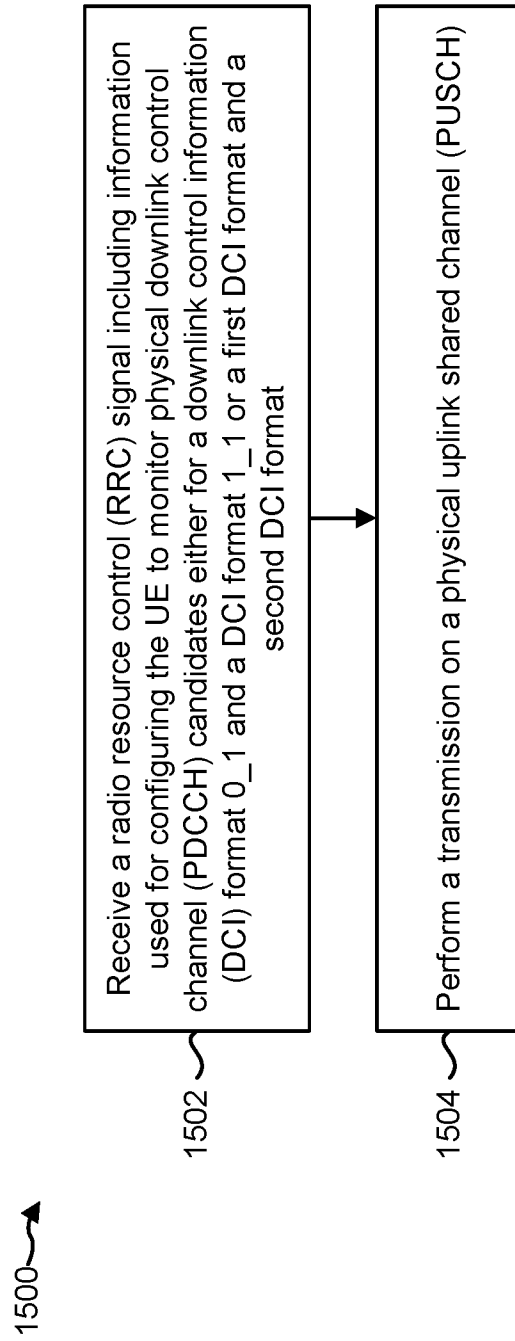 1500
1502
Receive a radio resource control (RRC) signal including information
used for configuring the UE to monitor physical downlink control
channel (PDCCH) candidates either for a downlink control information
(DCI) format 0_1 and a DCI format 1_1 or a first DCI format and a
second DCI format
1504
Perform a transmission on a physical uplink shared channel (PUSCH)